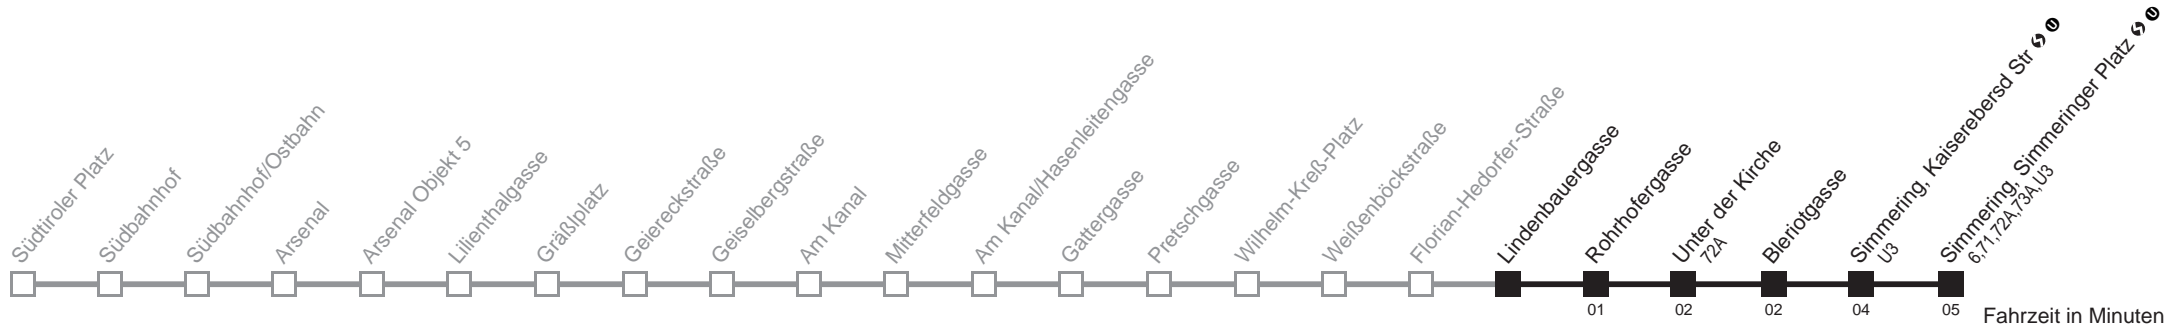 Südtiroler Platz
Südbahnhof
Südbahnhof/Ostbahn
Arsenal
Arsenal Objekt 5
Lilienthalgasse
Gräßlplatz
Geiereckstraße
Geiselbergstraße
Am Kanal
Mitterfeldgasse
Am Kanal/Hasenleitengasse
Gattergasse
Pretschgasse
Wilhelm-Kreß-Platz
Weißenböckstraße
Florian-Hedorfer-Straße
Lindenbauergasse
Rohrhofergasse
Unter der Kirche
72A
Bleriotgasse
Simmering, Kaiserebersd Str S U
U3
Simmering, Simmeringer Platz S U
6,71,72A,73A,U3
01
02
02
04
05
Fahrzeit in Minuten